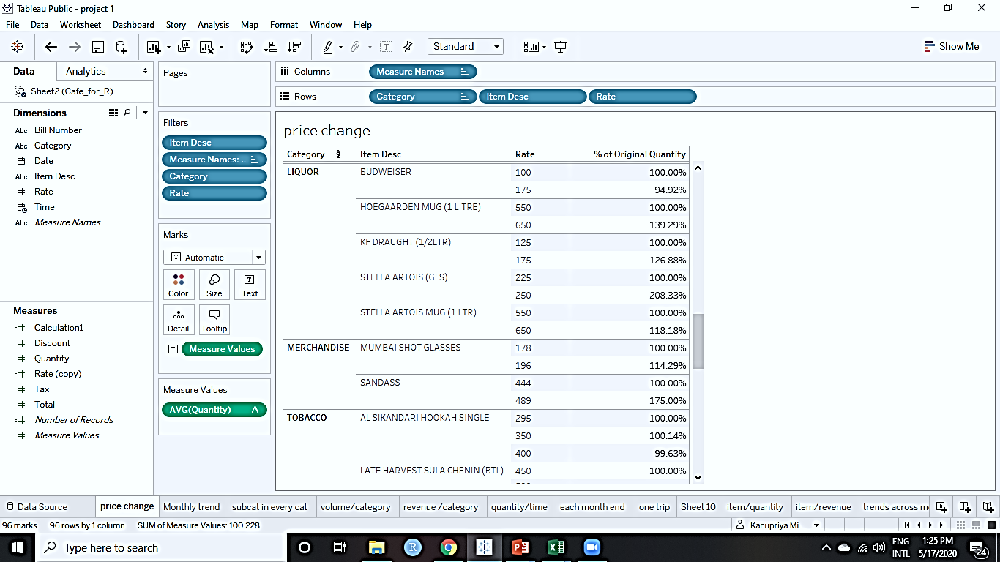 Tableau Public - project 1
File Data Worksheet Dashboard Story Analysis Map Format Window Help
Standard
Show Me
Data
Analytics
Sheet2 (Cafe_for_R)
Dimensions
Abc Bill Number
Abc Category
Date
Abc Item Desc
# Rate
Time
Abc Measure Names
Measures
=# Calculation1
# Discount
# Quantity
=# Rate (copy)
# Tax
# Total
=# Number of Records
# Measure Values
Pages
Filters
Item Desc
Measure Names: ..
Category
Rate
Marks
T Automatic
Color
Size
T Text
Detail
Tooltip
T Measure Values
Measure Values
AVG(Quantity) Δ
Columns Measure Names
Rows Category Item Desc Rate
price change
Category Item Desc Rate % of Original Quantity
LIQUOR BUDWEISER 100 100.00%
175 94.92%
HOEGAARDEN MUG (1 LITRE) 550 100.00%
650 139.29%
KF DRAUGHT (1/2LTR) 125 100.00%
175 126.88%
STELLA ARTOIS (GLS) 225 100.00%
250 208.33%
STELLA ARTOIS MUG (1 LTR) 550 100.00%
650 118.18%
MERCHANDISE MUMBAI SHOT GLASSES 178 100.00%
196 114.29%
SANDASS 444 100.00%
489 175.00%
TOBACCO AL SIKANDARI HOOKAH SINGLE 295 100.00%
350 100.14%
400 99.63%
LATE HARVEST SULA CHENIN (BTL) 450 100.00%
Data Source price change Monthly trend subcat in every cat volume/category revenue /category quantity/time each month end one trip Sheet 10 item/quantity item/revenue trends across
96 marks 96 rows by 1 column SUM of Measure Values: 100.228
Kanupriya Mi...
Type here to search
R
ENG
INTL
1:25 PM
5/17/2020
24